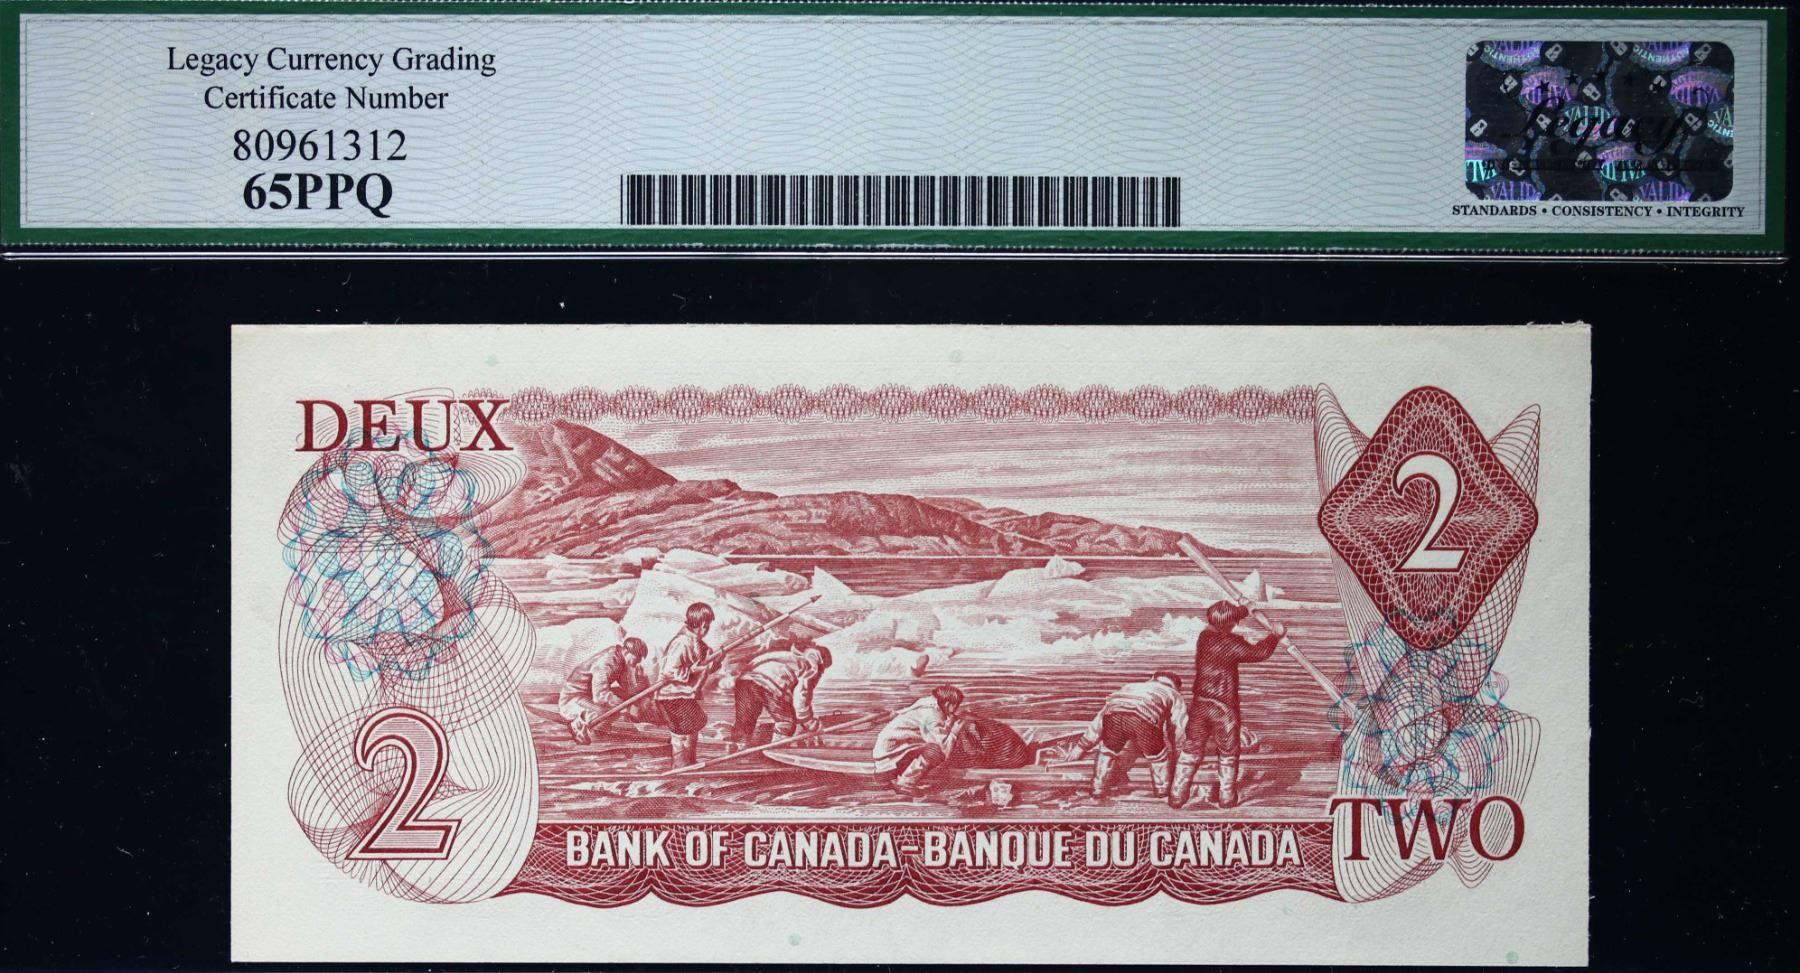 Legacy Currency Grading
Certificate Number
80961312
65PPQ
Legacy
STANDARDS • CONSISTENCY • INTEGRITY
DEUX
2
2
TWO
BANK OF CANADA-BANQUE DU CANADA